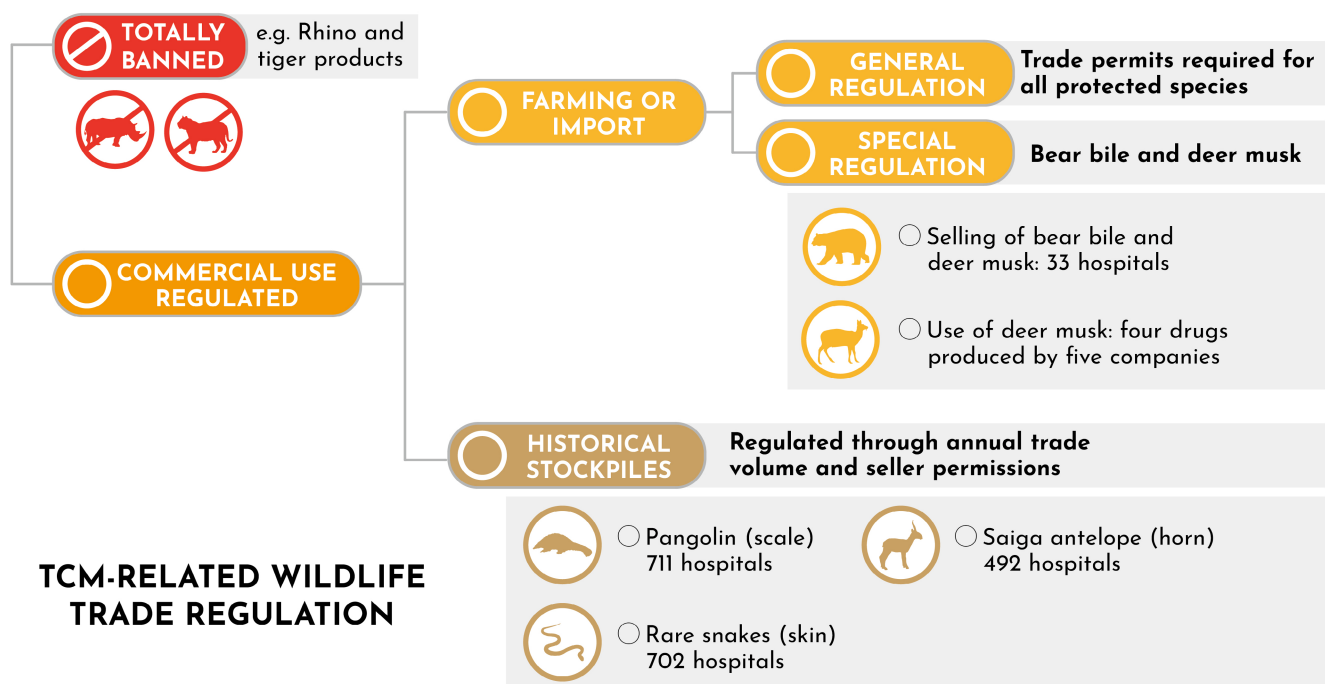 TOTALLY
BANNED
e.g. Rhino and
tiger products
COMMERCIAL USE
REGULATED
FARMING OR
IMPORT
GENERAL
REGULATION
Trade permits required for
all protected species
SPECIAL
REGULATION
Bear bile and deer musk
Selling of bear bile and
deer musk: 33 hospitals
Use of deer musk: four drugs
produced by five companies
HISTORICAL
STOCKPILES
Regulated through annual trade
volume and seller permissions
Pangolin (scale)
711 hospitals
Saiga antelope (horn)
492 hospitals
Rare snakes (skin)
702 hospitals
TCM-RELATED WILDLIFE
TRADE REGULATION